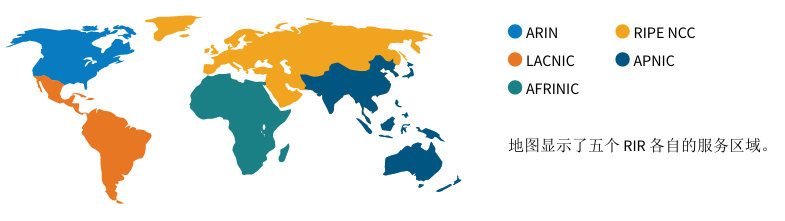 ARIN
RIPE NCC
LACNIC
APNIC
AFRINIC
地图显示了五个 RIR 各自的服务区域。